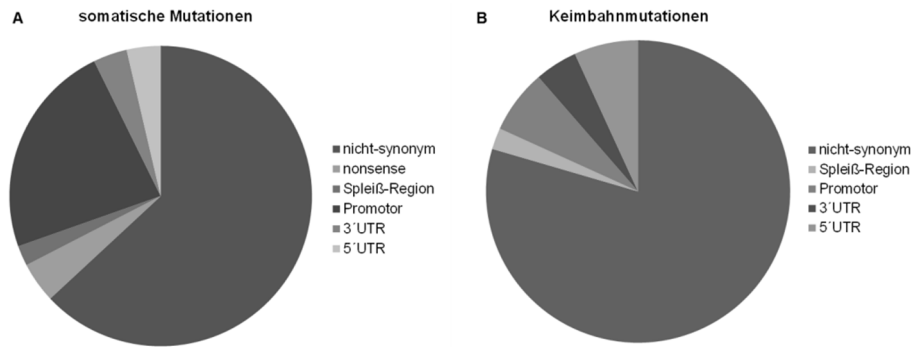 A somatische Mutationen
nicht-synonym
nonsense
Spleiß-Region
Promotor
3´UTR
5´UTR
B Keimbahnmutationen
nicht-synonym
Spleiß-Region
Promotor
3´UTR
5´UTR